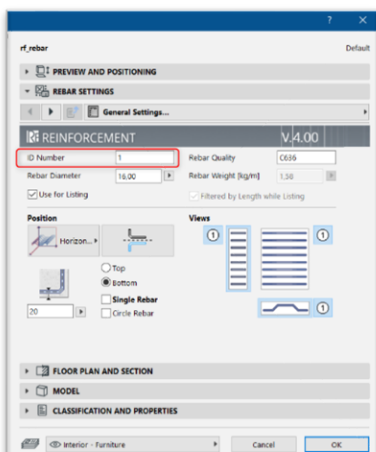 ? ×
rf_rebar Default
PREVIEW AND POSITIONING
REBAR SETTINGS
General Settings...
REINFORCEMENT V.4.00
ID Number 1 Rebar Quality C636
Rebar Diameter 16.00 Rebar Weight [kg/m] 1,58
Use for Listing Filtered by Length while Listing
Position Views
Horizon... 1 1
Top
Bottom
20 Single Rebar 1
Circle Rebar
FLOOR PLAN AND SECTION
MODEL
CLASSIFICATION AND PROPERTIES
Interior - Furniture Cancel OK